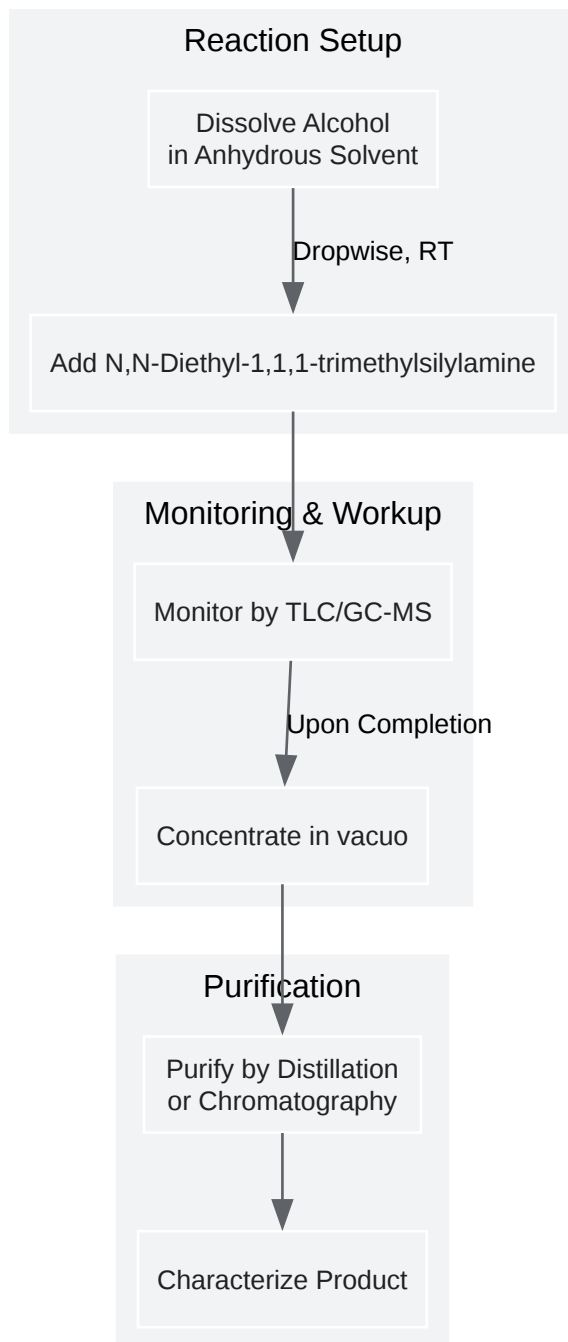 Reaction Setup
Dissolve Alcohol
in Anhydrous Solvent
Dropwise, RT
Add N,N-Diethyl-1,1,1-trimethylsilylamine
Monitoring & Workup
Monitor by TLC/GC-MS
Upon Completion
Concentrate in vacuo
Purification
Purify by Distillation
or Chromatography
Characterize Product